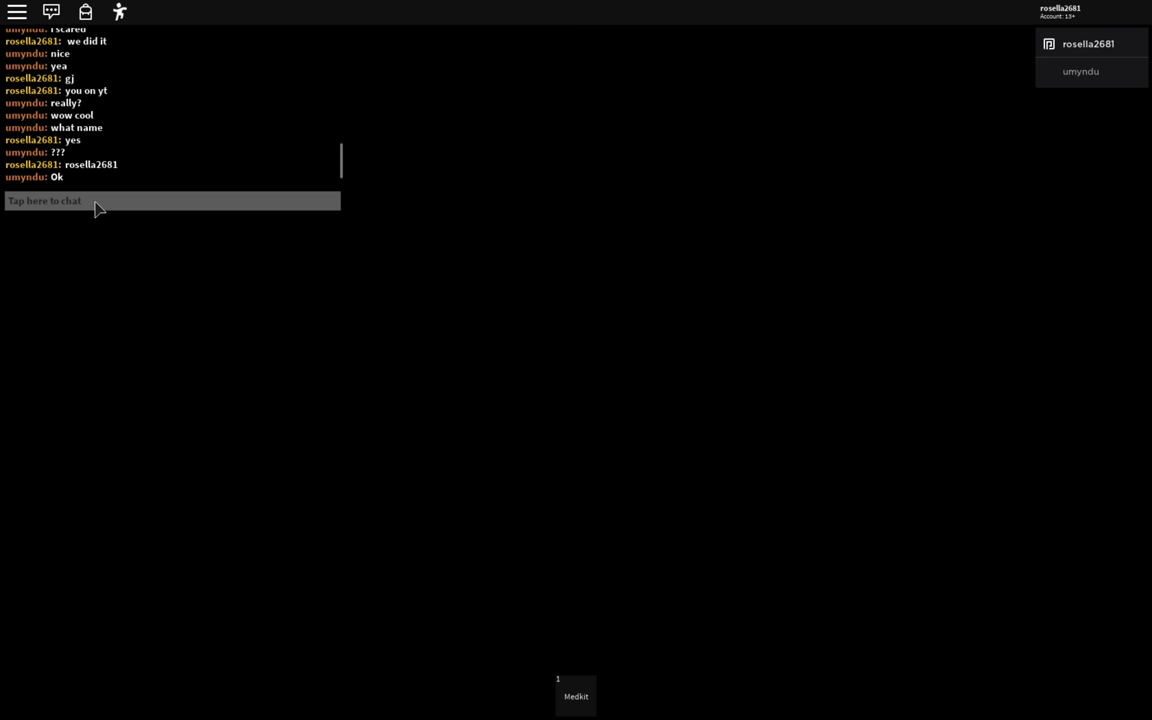 rosella2681
Account: 13+
umyndu: I scared
rosella2681: we did it
umyndu: nice
umyndu: yea
rosella2681: gj
rosella2681: you on yt
umyndu: really?
umyndu: wow cool
umyndu: what name
rosella2681: yes
umyndu: ???
rosella2681: rosella2681
umyndu: Ok
Tap here to chat
rosella2681
umyndu
1
Medkit